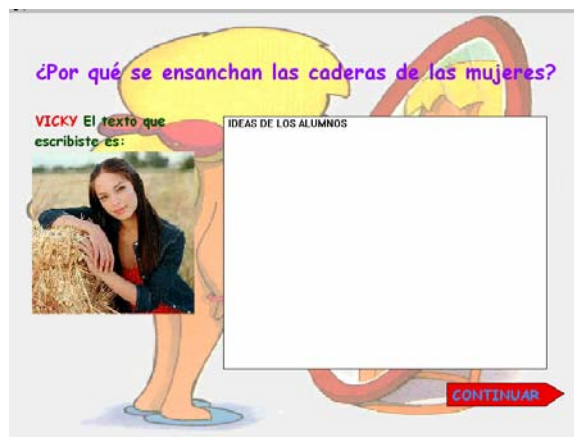 ¿Por qué se ensanchan las caderas de las mujeres?
VICKY El texto que
escribiste es:
IDEAS DE LOS ALUMNOS
CONTINUAR